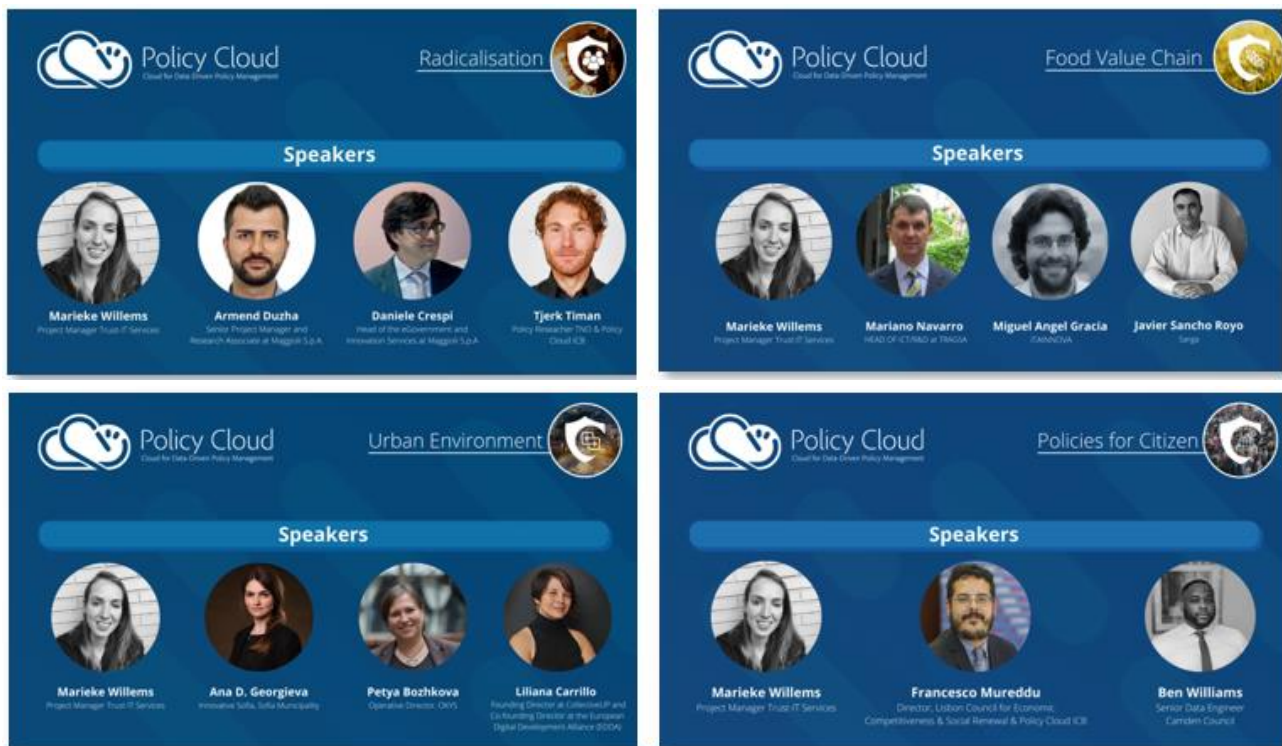 Policy Cloud
Cloud for Data-Driven Policy Management
Radicalisation
Speakers
Marieke Willems
Project Manager Trust-IT Services
Armend Duzha
Senior Project Manager and
Research Associate at Maggioli S.p.A
Daniele Crespi
Head of the eGovernment and
Innovation Services at Maggioli S.p.A
Tjerk Timan
Policy Researcher TNO & Policy
Cloud ICB
Policy Cloud
Cloud for Data-Driven Policy Management
Food Value Chain
Speakers
Marieke Willems
Project Manager Trust-IT Services
Mariano Navarro
HEAD OF ICT/R&D at TRAGSA
Miguel Angel Gracia
ITAINNOVA
Javier Sancho Royo
Sarga
Policy Cloud
Cloud for Data-Driven Policy Management
Urban Environment
Speakers
Marieke Willems
Project Manager Trust-IT Services
Ana D. Georgieva
Innovative Sofia, Sofia Municipality
Petya Bozhkova
Operative Director, OKYS
Liliana Carrillo
Founding Director at CollectiveUP and
Co-founding Director at the European
Digital Development Alliance (EDDA)
Policy Cloud
Cloud for Data-Driven Policy Management
Policies for Citizen
Speakers
Marieke Willems
Project Manager Trust-IT Services
Francesco Mureddu
Director, Lisbon Council for Economic,
Competitiveness & Social Renewal & Policy Cloud ICB
Ben Williams
Senior Data Engineer
Camden Council